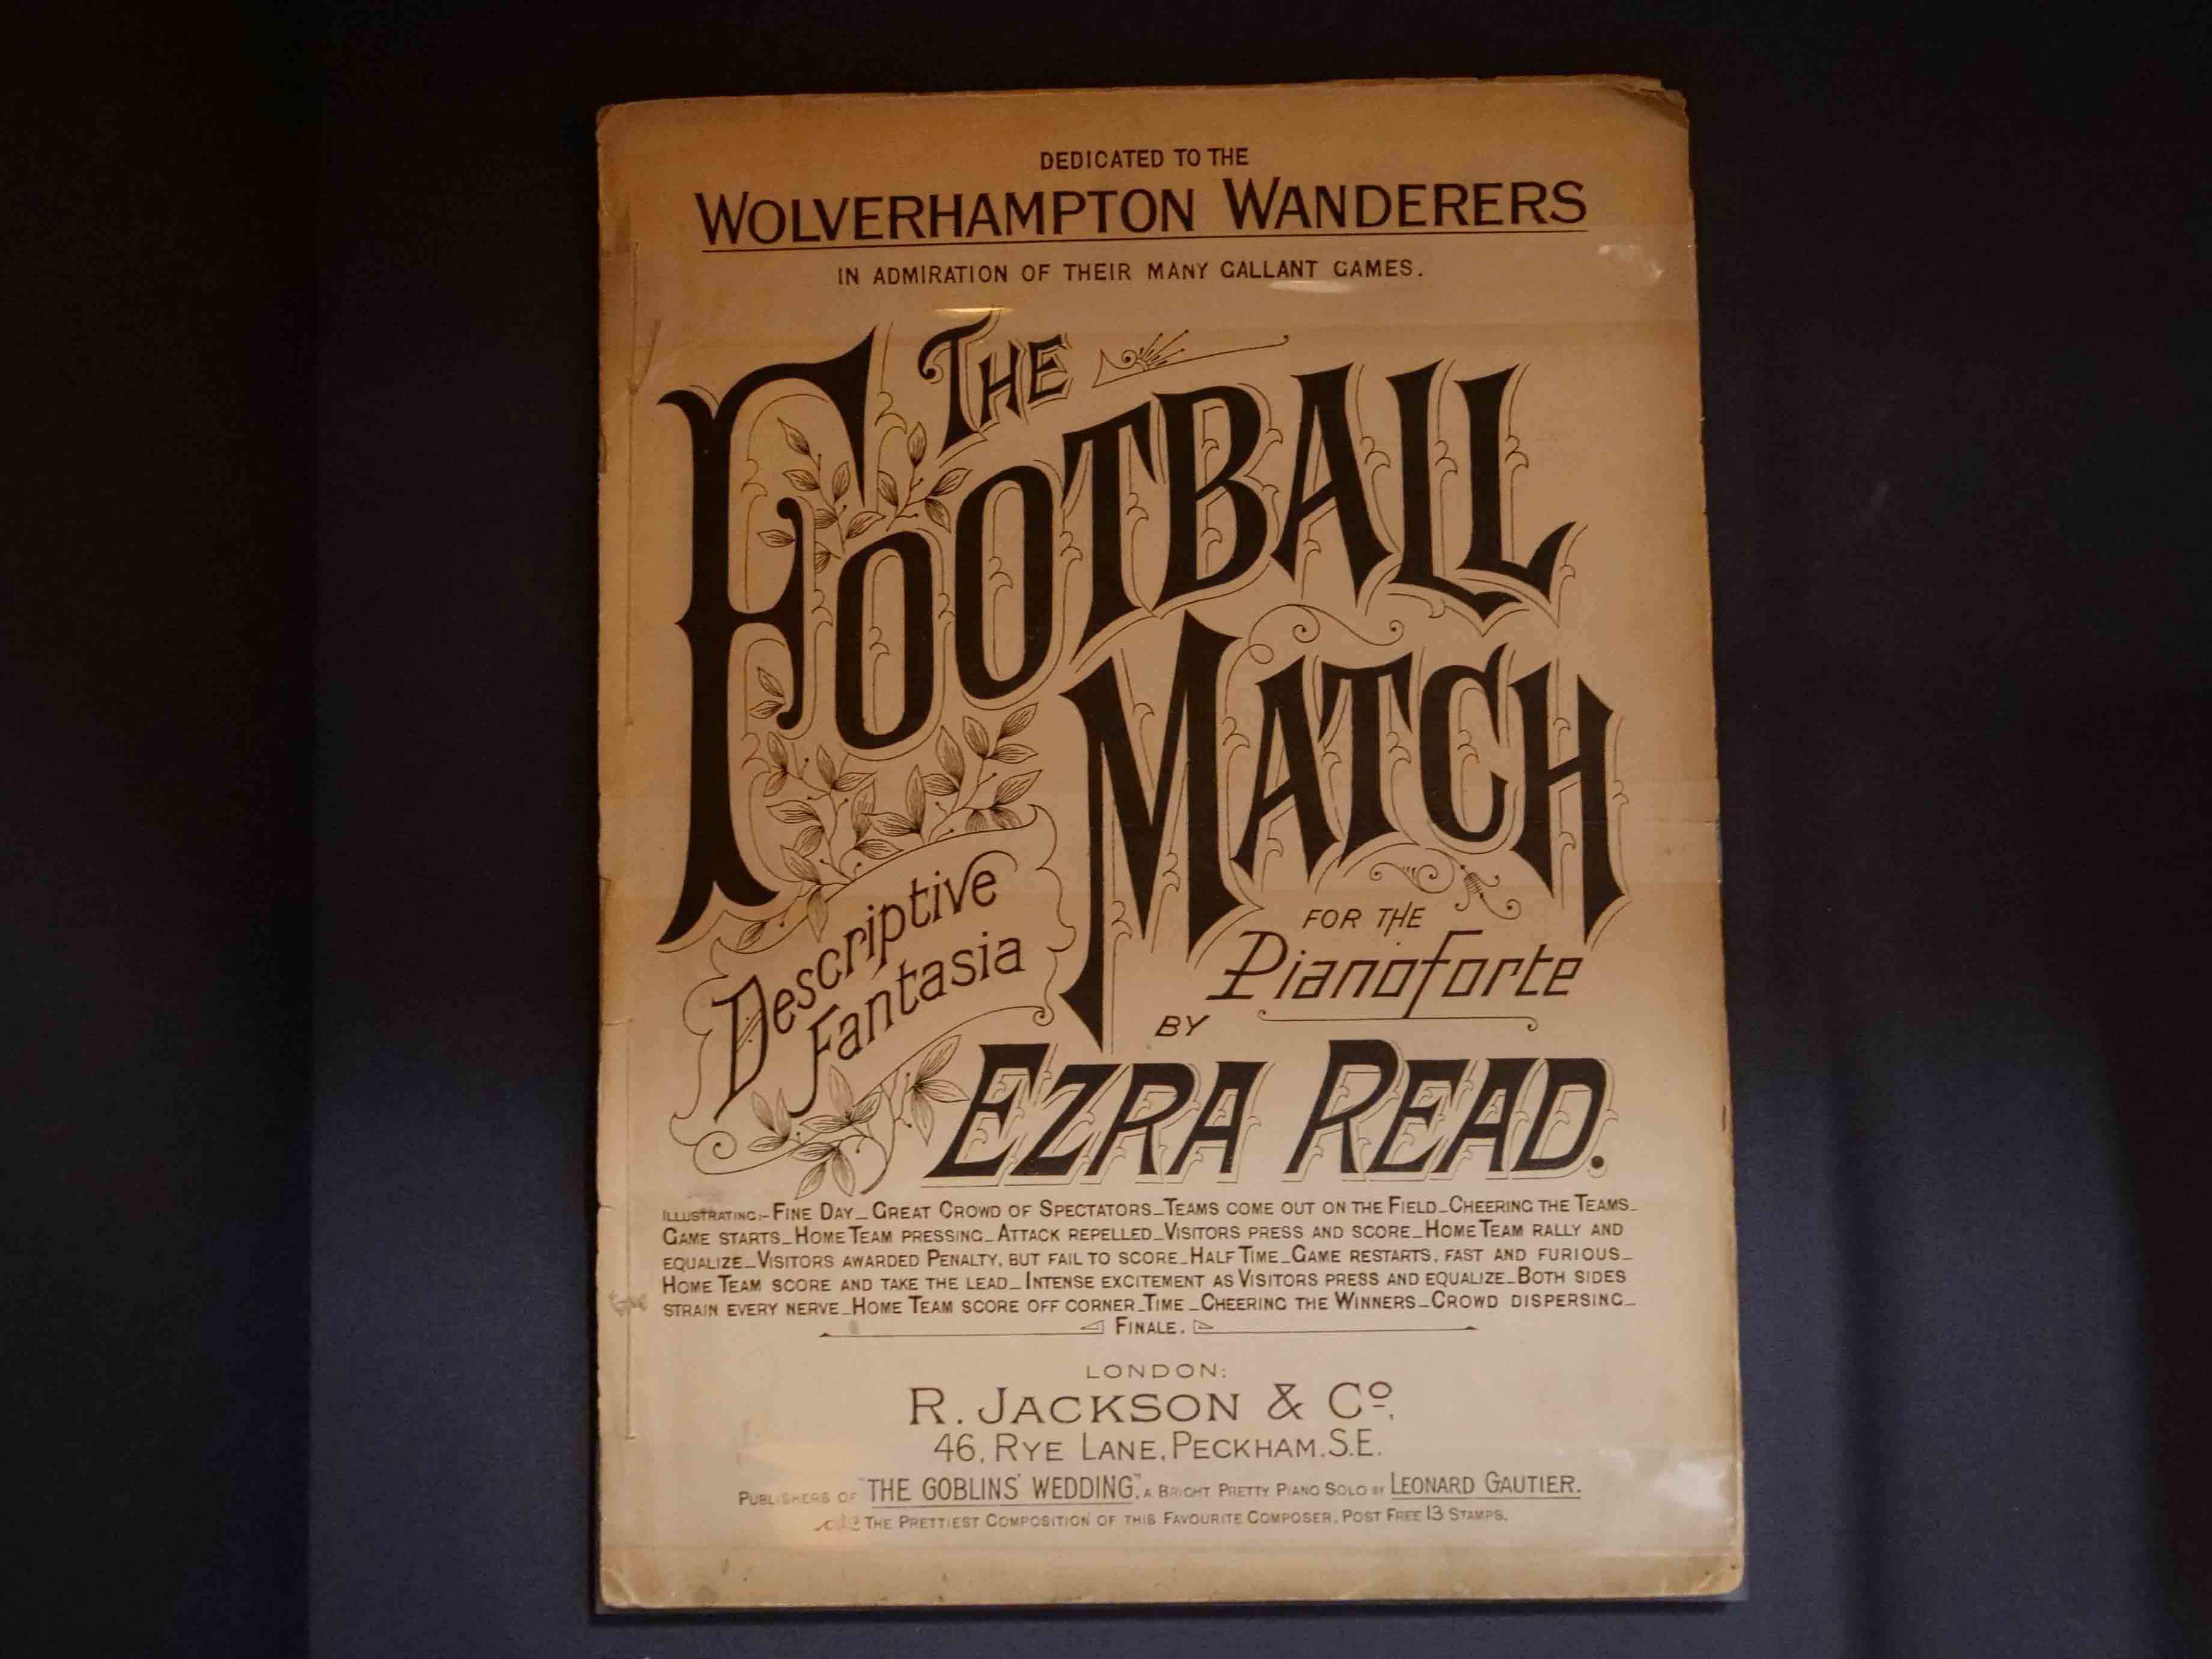 DEDICATED TO THE
WOLVERHAMPTON WANDERERS
IN ADMIRATION OF THEIR MANY GALLANT GAMES.
THE
FOOTBALL
MATCH
Descriptive
Fantasia
FOR THE
Pianoforte
BY
EZRA READ.
ILLUSTRATING:- FINE DAY_ GREAT CROWD OF SPECTATORS_TEAMS COME OUT ON THE FIELD_CHEERING THE TEAMS_
GAME STARTS_HOME TEAM PRESSING_ATTACK REPELLED_VISITORS PRESS AND SCORE_HOME TEAM RALLY AND
EQUALIZE_VISITORS AWARDED PENALTY, BUT FAIL TO SCORE_HALF TIME_GAME RESTARTS, FAST AND FURIOUS_
HOME TEAM SCORE AND TAKE THE LEAD_INTENSE EXCITEMENT AS VISITORS PRESS AND EQUALIZE_BOTH SIDES
STRAIN EVERY NERVE_HOME TEAM SCORE OFF CORNER_TIME_CHEERING THE WINNERS_CROWD DISPERSING_
FINALE.
LONDON:
R. JACKSON & Cº,
46, RYE LANE, PECKHAM. S.E.
PUBLISHERS OF "THE GOBLINS' WEDDING", A BRIGHT PRETTY PIANO SOLO BY LEONARD GAUTIER.
THE PRETTIEST COMPOSITION OF THIS FAVOURITE COMPOSER. POST FREE 13 STAMPS.